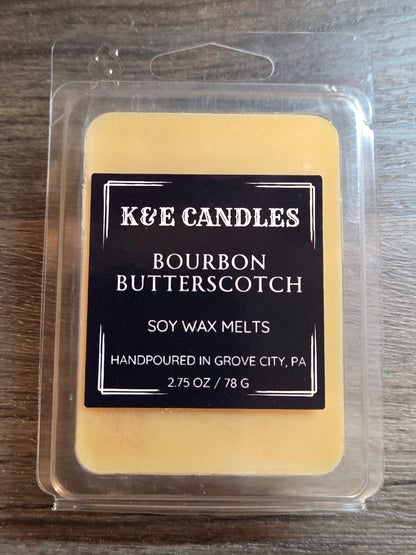 K&E CANDLES
BOURBON
BUTTERSCOTCH
SOY WAX MELTS
HANDPOURED IN GROVE CITY, PA
2.75 OZ / 78 G